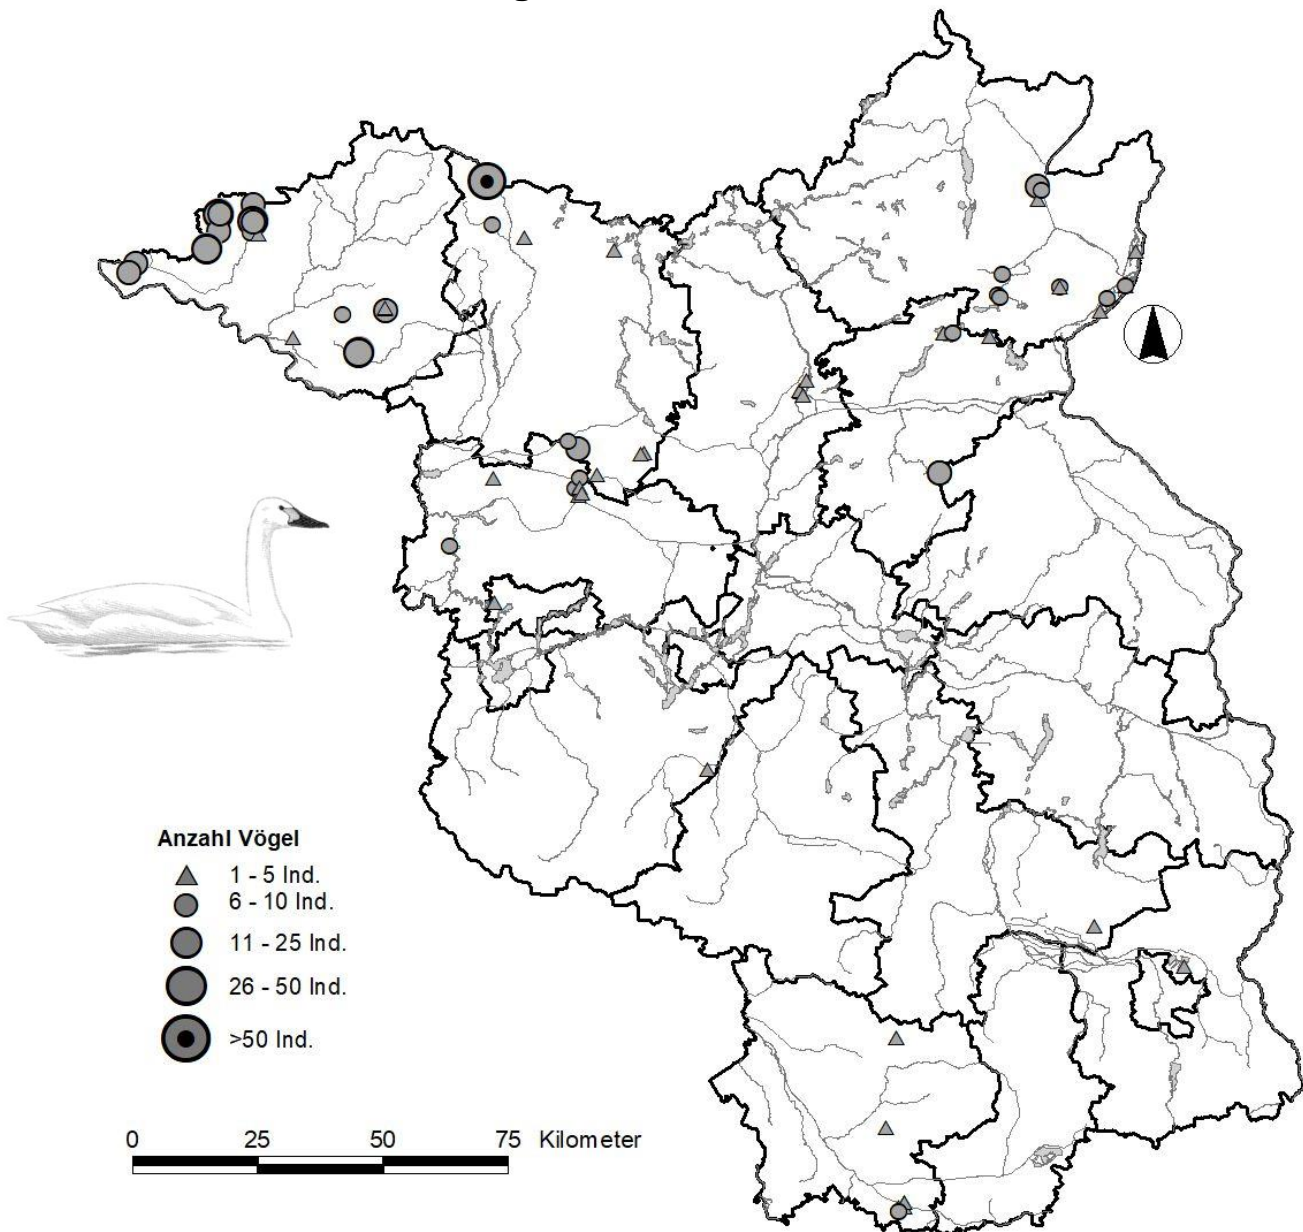 Anzahl Vögel
1 - 5 Ind.
6 - 10 Ind.
11 - 25 Ind.
26 - 50 Ind.
>50 Ind.
0 25 50 75 Kilometer